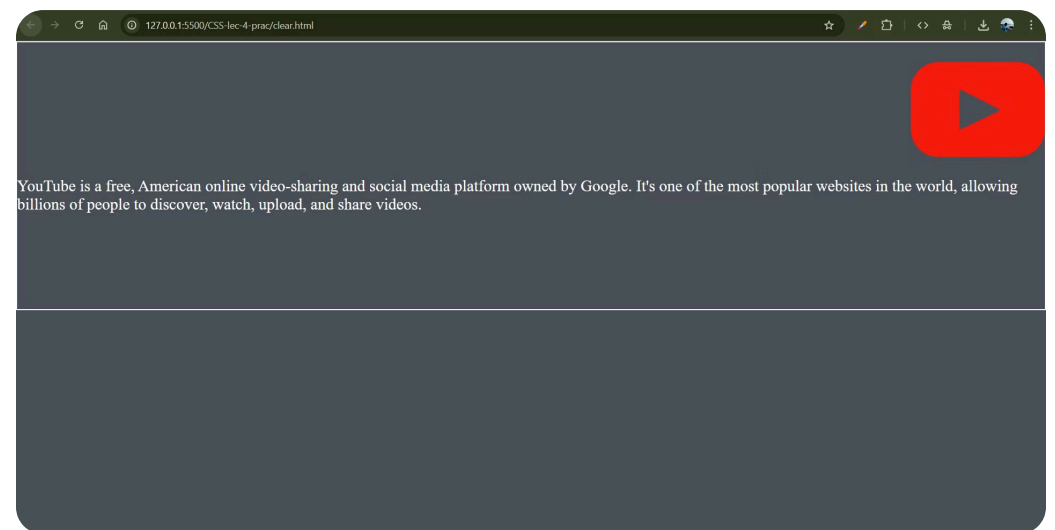 127.0.0.1:5500/CSS-lec-4-prac/clear.html
YouTube is a free, American online video-sharing and social media platform owned by Google. It's one of the most popular websites in the world, allowing
billions of people to discover, watch, upload, and share videos.